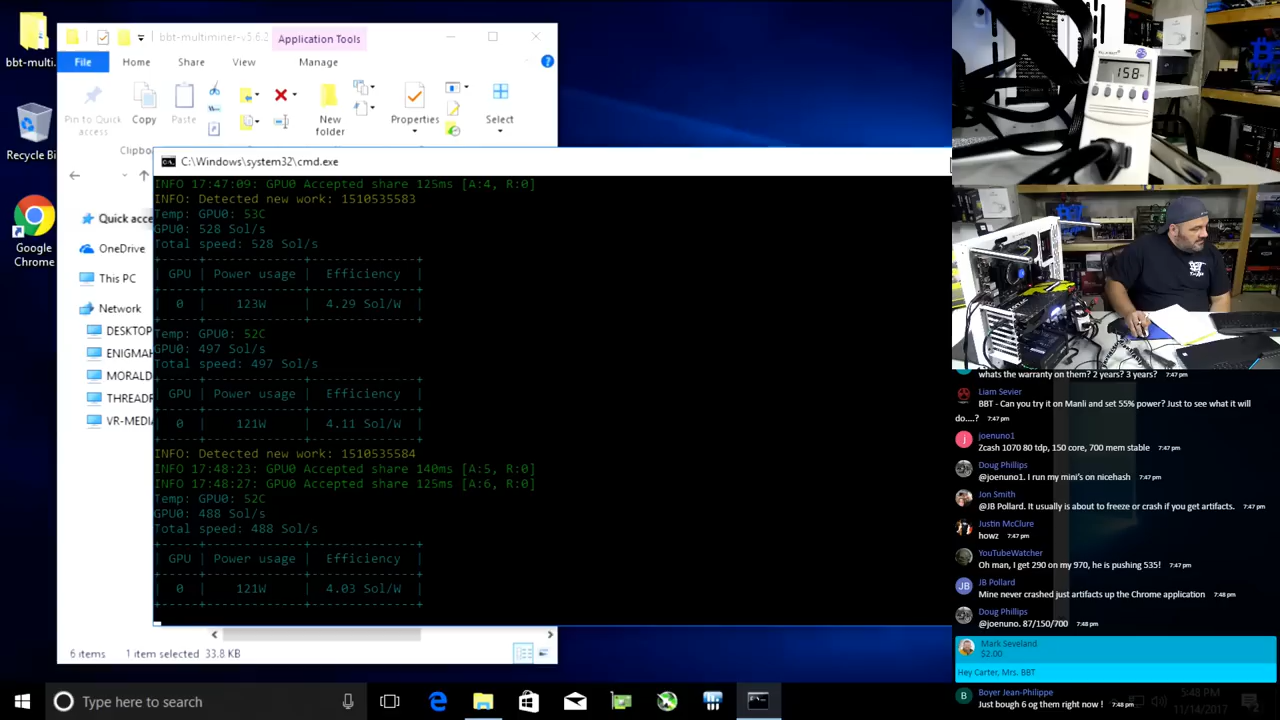 bbt-multiminer-v5.6.2
Application Tools
bbt-multi...
File
Home
Share
View
Manage
Pin to Quick
access
Copy
Paste
New
folder
Properties
Select
Recycle Bi
C:\Windows\system32\cmd.exe
Quick acce
OneDrive
This PC
Network
DESKTOP
ENIGMAH
MORALD
THREADR
VR-MEDI
Google
Chrome
INFO 17:47:09: GPU0 Accepted share 125ms [A:4, R:0]
INFO: Detected new work: 1510535583
Temp: GPU0: 53C
GPU0: 528 Sol/s
Total speed: 528 Sol/s
+-----+-------------+--------------+
| GPU | Power usage |  Efficiency  |
+-----+-------------+--------------+
|  0  |    123W     |  4.29 Sol/W  |
+-----+-------------+--------------+
Temp: GPU0: 52C
GPU0: 497 Sol/s
Total speed: 497 Sol/s
+-----+-------------+--------------+
| GPU | Power usage |  Efficiency  |
+-----+-------------+--------------+
|  0  |    121W     |  4.11 Sol/W  |
+-----+-------------+--------------+
INFO: Detected new work: 1510535584
INFO 17:48:23: GPU0 Accepted share 140ms [A:5, R:0]
INFO 17:48:27: GPU0 Accepted share 125ms [A:6, R:0]
Temp: GPU0: 52C
GPU0: 488 Sol/s
Total speed: 488 Sol/s
+-----+-------------+--------------+
| GPU | Power usage |  Efficiency  |
+-----+-------------+--------------+
|  0  |    121W     |  4.03 Sol/W  |
+-----+-------------+--------------+
6 items 1 item selected 33.8 KB
Type here to search
158
whats the warranty on them? 2 years? 3 years? 7:47 pm
Liam Sevier
BBT - Can you try it on Manli and set 55% power? Just to see what it will
do....? 7:47 pm
joenuno1
Zcash 1070 80 tdp, 150 core, 700 mem stable 7:47 pm
Doug Phillips
@joenuno1. I run my mini's on nicehash 7:47 pm
Jon Smith
@JB Pollard. It usually is about to freeze or crash if you get artifacts. 7:47 pm
Justin McClure
howz 7:47 pm
YouTubeWatcher
Oh man, I get 290 on my 970, he is pushing 535! 7:47 pm
JB Pollard
Mine never crashed just artifacts up the Chrome application 7:48 pm
Doug Phillips
@joenuno. 87/150/700 7:48 pm
Mark Seveland
$2.00
Hey Carter, Mrs. BBT
Boyer Jean-Philippe
Just bough 6 og them right now ! 7:48 pm
5:48 PM
11/14/2017